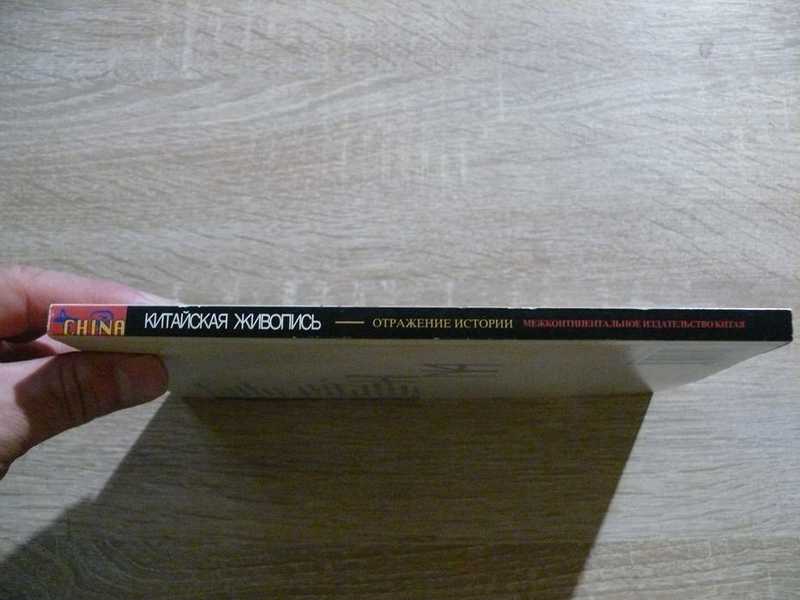 CHINA КИТАЙСКАЯ ЖИВОПИСЬ — ОТРАЖЕНИЕ ИСТОРИИ МЕЖКОНТИНЕНТАЛЬНОЕ ИЗДАТЕЛЬСТВО КИТАЯ